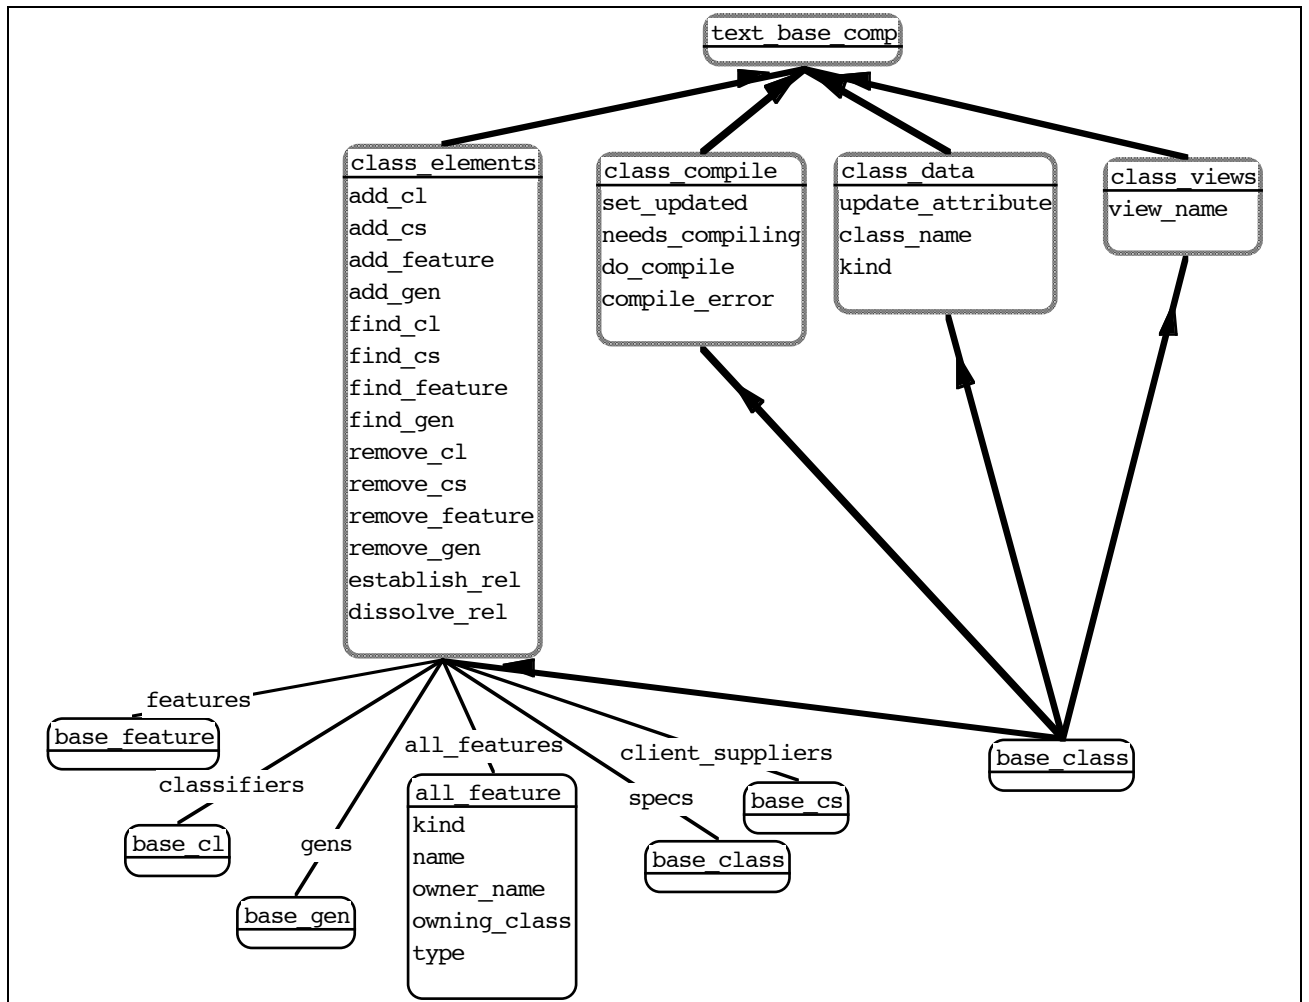 text_base_comp
class_elements
add_cl
add_cs
add_feature
add_gen
find_cl
find_cs
find_feature
find_gen
remove_cl
remove_cs
remove_feature
remove_gen
establish_rel
dissolve_rel
class_compile
set_updated
needs_compiling
do_compile
compile_error
class_data
update_attribute
class_name
kind
class_views
view_name
features
base_feature
classifiers
base_cl
gens
base_gen
all_features
all_feature
kind
name
owner_name
owning_class
type
specs
base_class
client_suppliers
base_cs
base_class